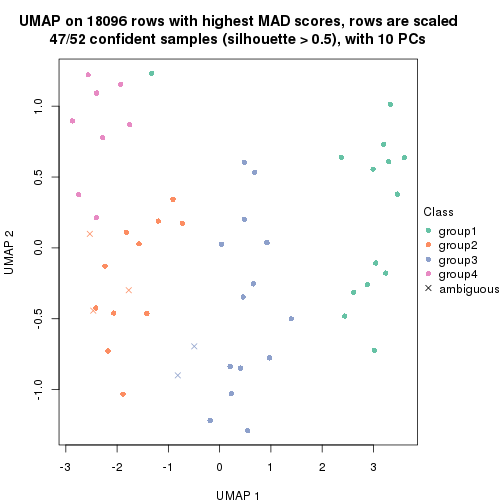 UMAP on 18096 rows with highest MAD scores, rows are scaled
47/52 confident samples (silhouette > 0.5), with 10 PCs
1.0
0.5
0.0
-0.5
-1.0
UMAP 2
-3 -2 -1 0 1 2 3
UMAP 1
Class
group1
group2
group3
group4
ambiguous